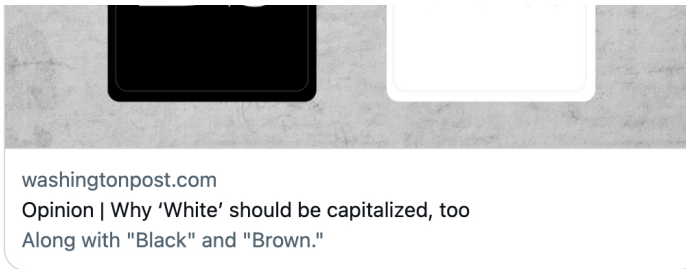 washingtonpost.com
Opinion | Why ‘White’ should be capitalized, too
Along with "Black" and "Brown."